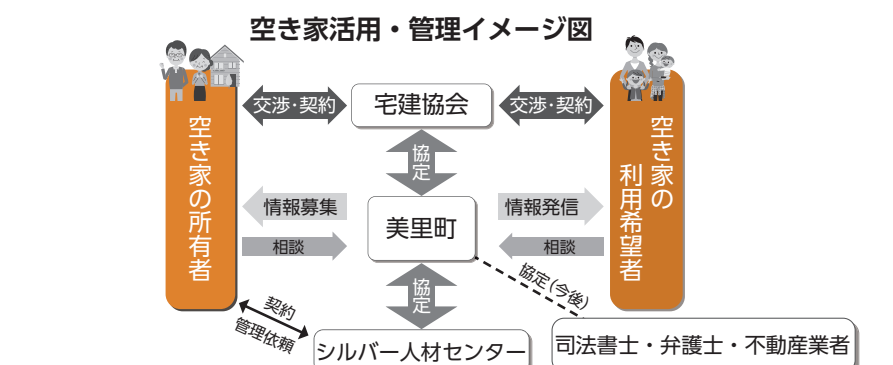 空き家活用・管理イメージ図
空き家の所有者
交渉・契約
宅建協会
交渉・契約
空き家の
利用希望者
協定
情報募集
美里町
情報発信
相談
相談
協定
協定(今後)
契約
管理依頼
シルバー人材センター
司法書士・弁護士・不動産業者